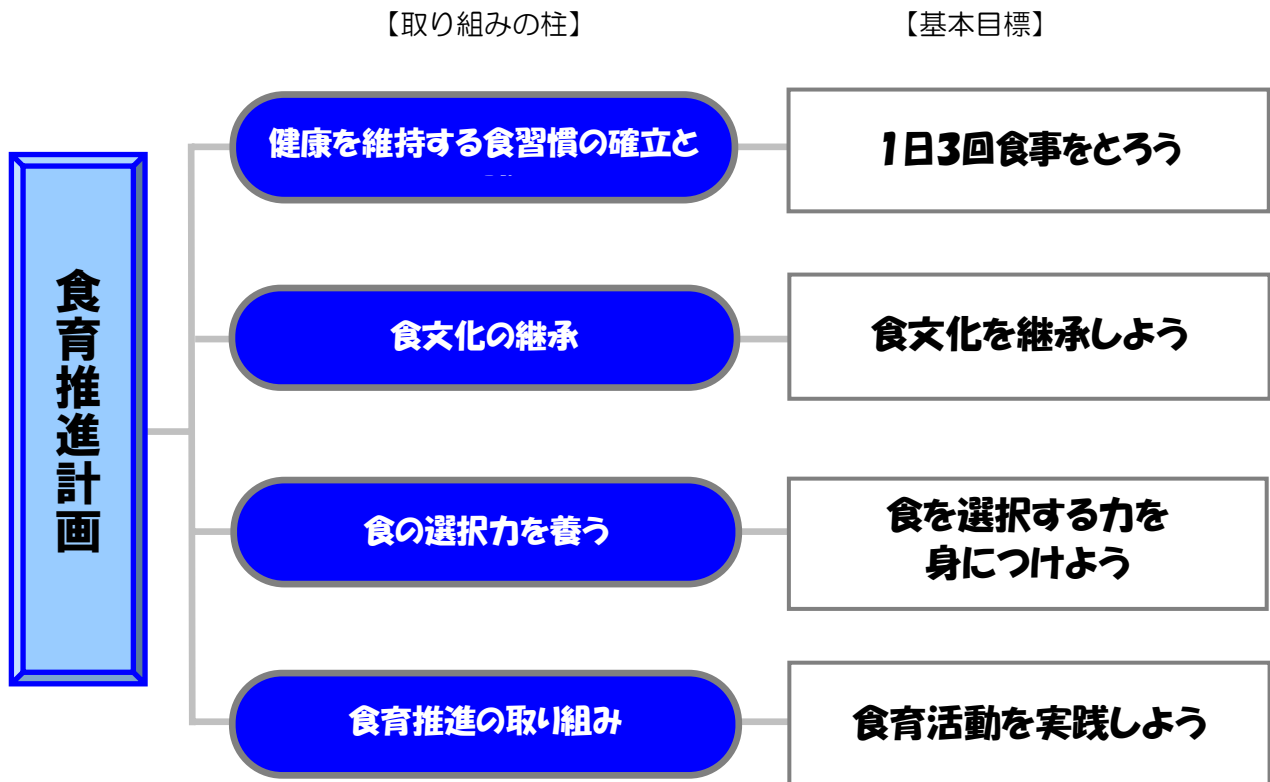 【取り組みの柱】
【基本目標】
食育推進計画
健康を維持する食習慣の確立と
1日3回食事をとろう
食文化の継承
食文化を継承しよう
食の選択力を養う
食を選択する力を
身につけよう
食育推進の取り組み
食育活動を実践しよう